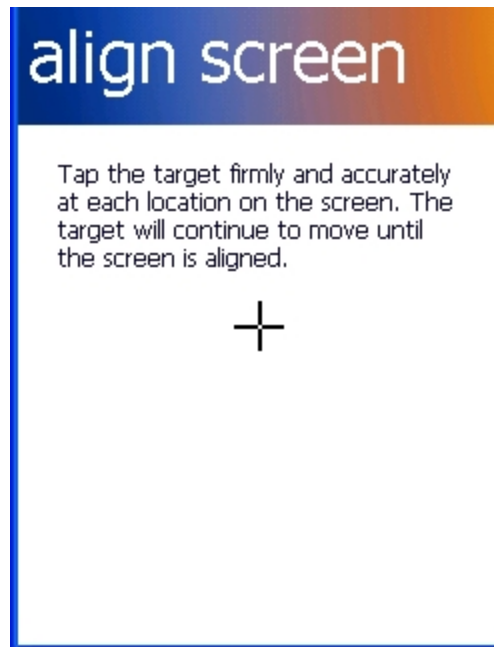 align screen
Tap the target firmly and accurately
at each location on the screen. The
target will continue to move until
the screen is aligned.